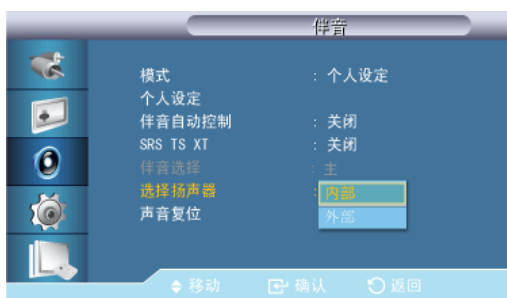 伴音
模式 : 个人设定
个人设定
伴音自动控制 : 关闭
SRS TS XT : 关闭
伴音选择 : 主
选择扬声器 : 内部
外部
声音复位
移动 确认 返回